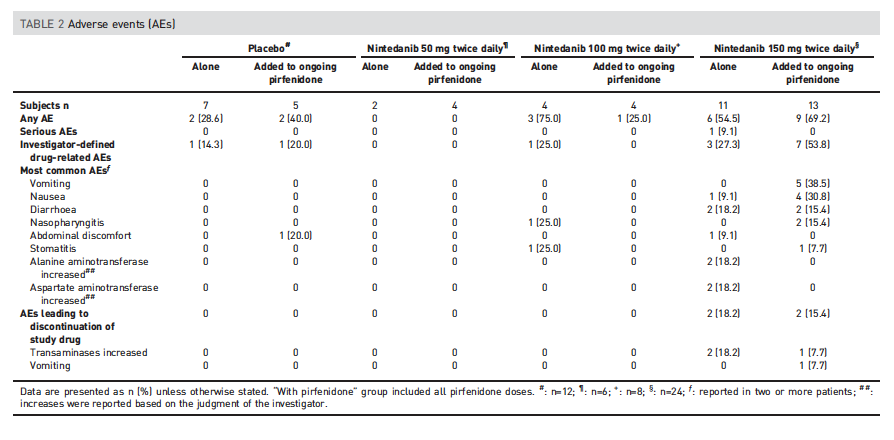 TABLE 2 Adverse events (AEs)
Placebo# Nintedanib 50 mg twice daily¶ Nintedanib 100 mg twice daily+ Nintedanib 150 mg twice daily§
Alone Added to ongoing Alone Added to ongoing Alone Added to ongoing Alone Added to ongoing
pirfenidone pirfenidone pirfenidone pirfenidone
Subjects n 7 5 2 4 4 4 11 13
Any AE 2 (28.6) 2 (40.0) 0 0 3 (75.0) 1 (25.0) 6 (54.5) 9 (69.2)
Serious AEs 0 0 0 0 0 0 1 (9.1) 0
Investigator-defined 1 (14.3) 1 (20.0) 0 0 1 (25.0) 0 3 (27.3) 7 (53.8)
drug-related AEs
Most common AEsƒ
Vomiting 0 0 0 0 0 0 0 5 (38.5)
Nausea 0 0 0 0 0 0 1 (9.1) 4 (30.8)
Diarrhoea 0 0 0 0 0 0 2 (18.2) 2 (15.4)
Nasopharyngitis 0 0 0 0 1 (25.0) 0 0 2 (15.4)
Abdominal discomfort 0 1 (20.0) 0 0 0 0 1 (9.1) 0
Stomatitis 0 0 0 0 1 (25.0) 0 0 1 (7.7)
Alanine aminotransferase 0 0 0 0 0 0 2 (18.2) 0
increased##
Aspartate aminotransferase 0 0 0 0 0 0 2 (18.2) 0
increased##
AEs leading to 0 0 0 0 0 0 2 (18.2) 2 (15.4)
discontinuation of
study drug
Transaminases increased 0 0 0 0 0 0 2 (18.2) 1 (7.7)
Vomiting 0 0 0 0 0 0 0 1 (7.7)
Data are presented as n (%) unless otherwise stated. "With pirfenidone" group included all pirfenidone doses. #: n=12; ¶: n=6; +: n=8; §: n=24; ƒ: reported in two or more patients; ##:
increases were reported based on the judgment of the investigator.